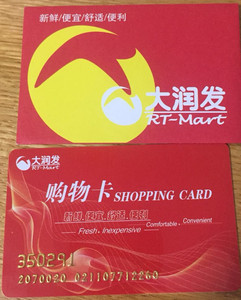 新鲜/便宜/舒适/便利
大润发
RT-Mart
大润发
RT-Mart
购物卡 SHOPPING CARD
新鲜、便宜、舒适、便利
Fresh、Inexpensive、Comfortable、Convenient
350291
2070020 021107712260